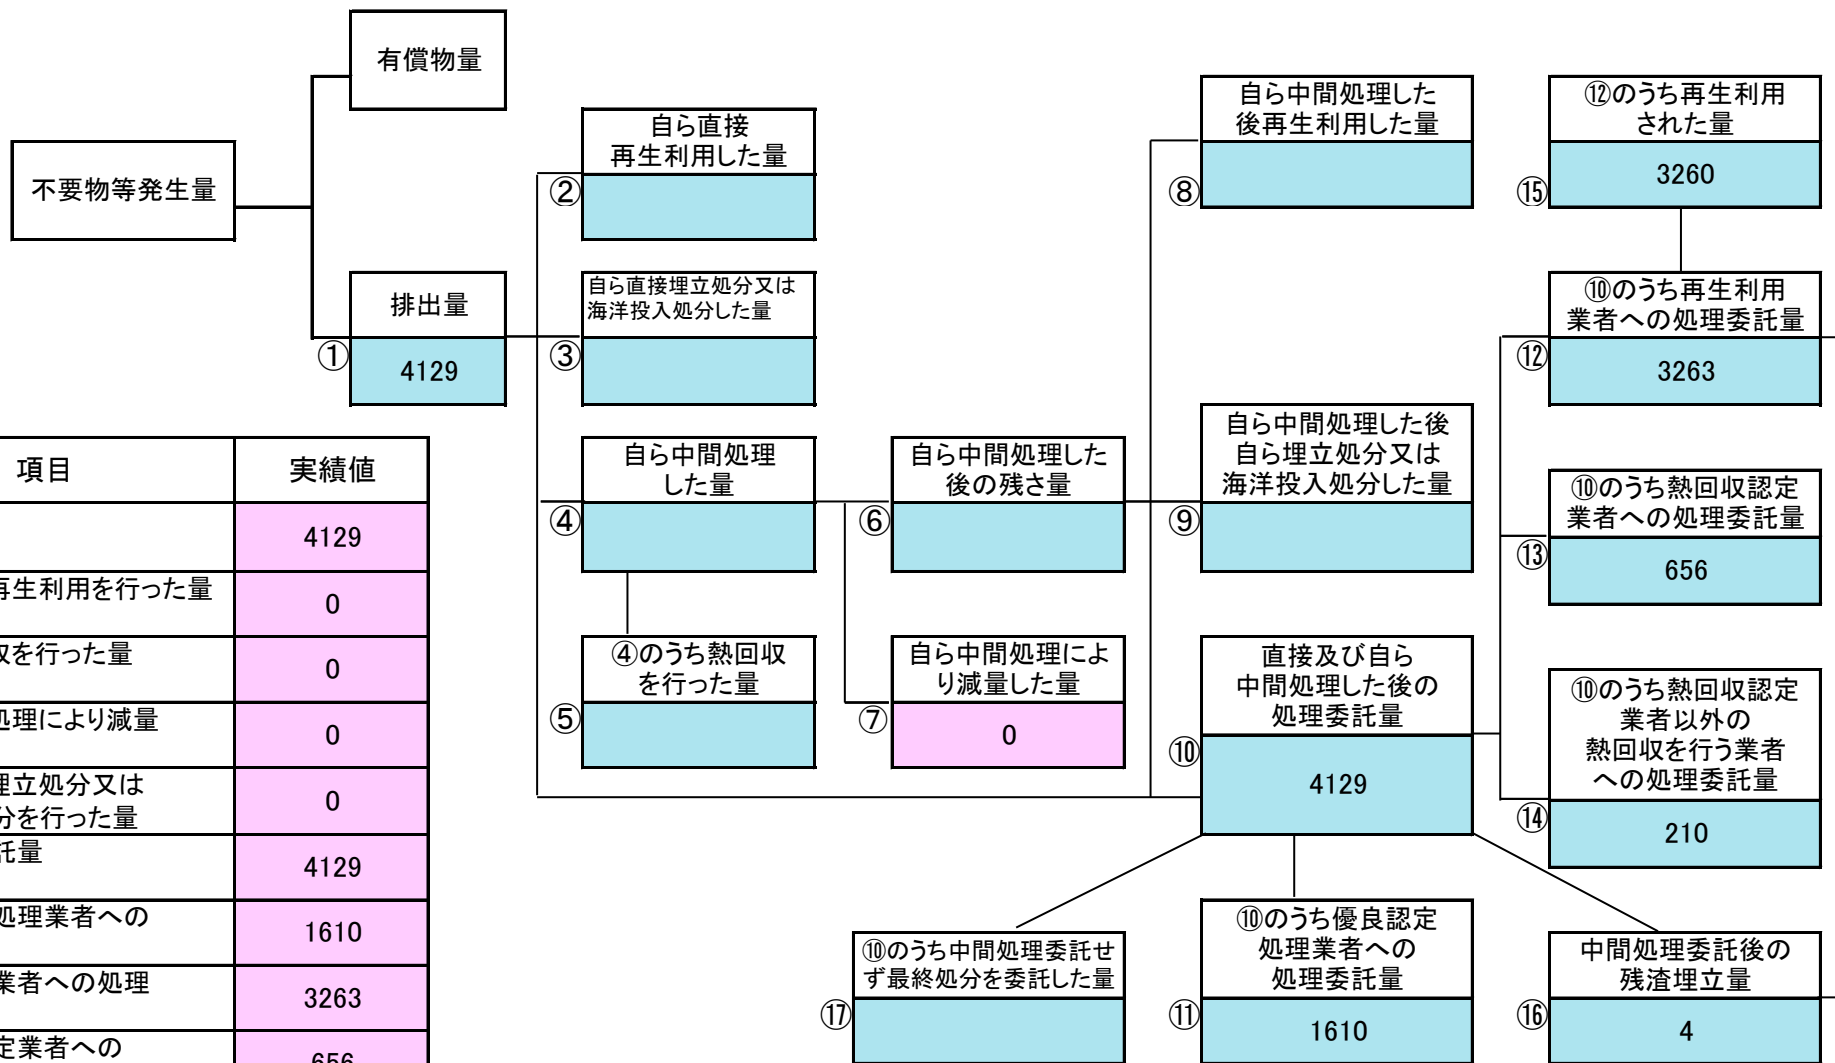 有償物量
不要物等発生量
排出量
①
4129
自ら直接
再生利用した量
②
自ら直接埋立処分又は
海洋投入処分した量
③
自ら中間処理
した量
④
④のうち熱回収
を行った量
⑤
自ら中間処理した
後の残さ量
⑥
自ら中間処理によ
り減量した量
⑦
0
自ら中間処理した
後再生利用した量
⑧
自ら中間処理した後
自ら埋立処分又は
海洋投入処分した量
⑨
直接及び自ら
中間処理した後の
処理委託量
⑩
4129
⑫のうち再生利用
された量
⑮
3260
⑩のうち再生利用
業者への処理委託量
⑫
3263
⑩のうち熱回収認定
業者への処理委託量
⑬
656
⑩のうち熱回収認定
業者以外の
熱回収を行う業者
への処理委託量
⑭
210
⑩のうち中間処理委託せ
ず最終処分を委託した量
⑰
⑩のうち優良認定
処理業者への
処理委託量
⑪
1610
中間処理委託後の
残渣埋立量
⑯
4
項目 実績値
4129
再生利用を行った量 0
を行った量 0
処理により減量 0
埋立処分又は
を行った量 0
託量 4129
処理業者への 1610
業者への処理 3263
定業者への 656